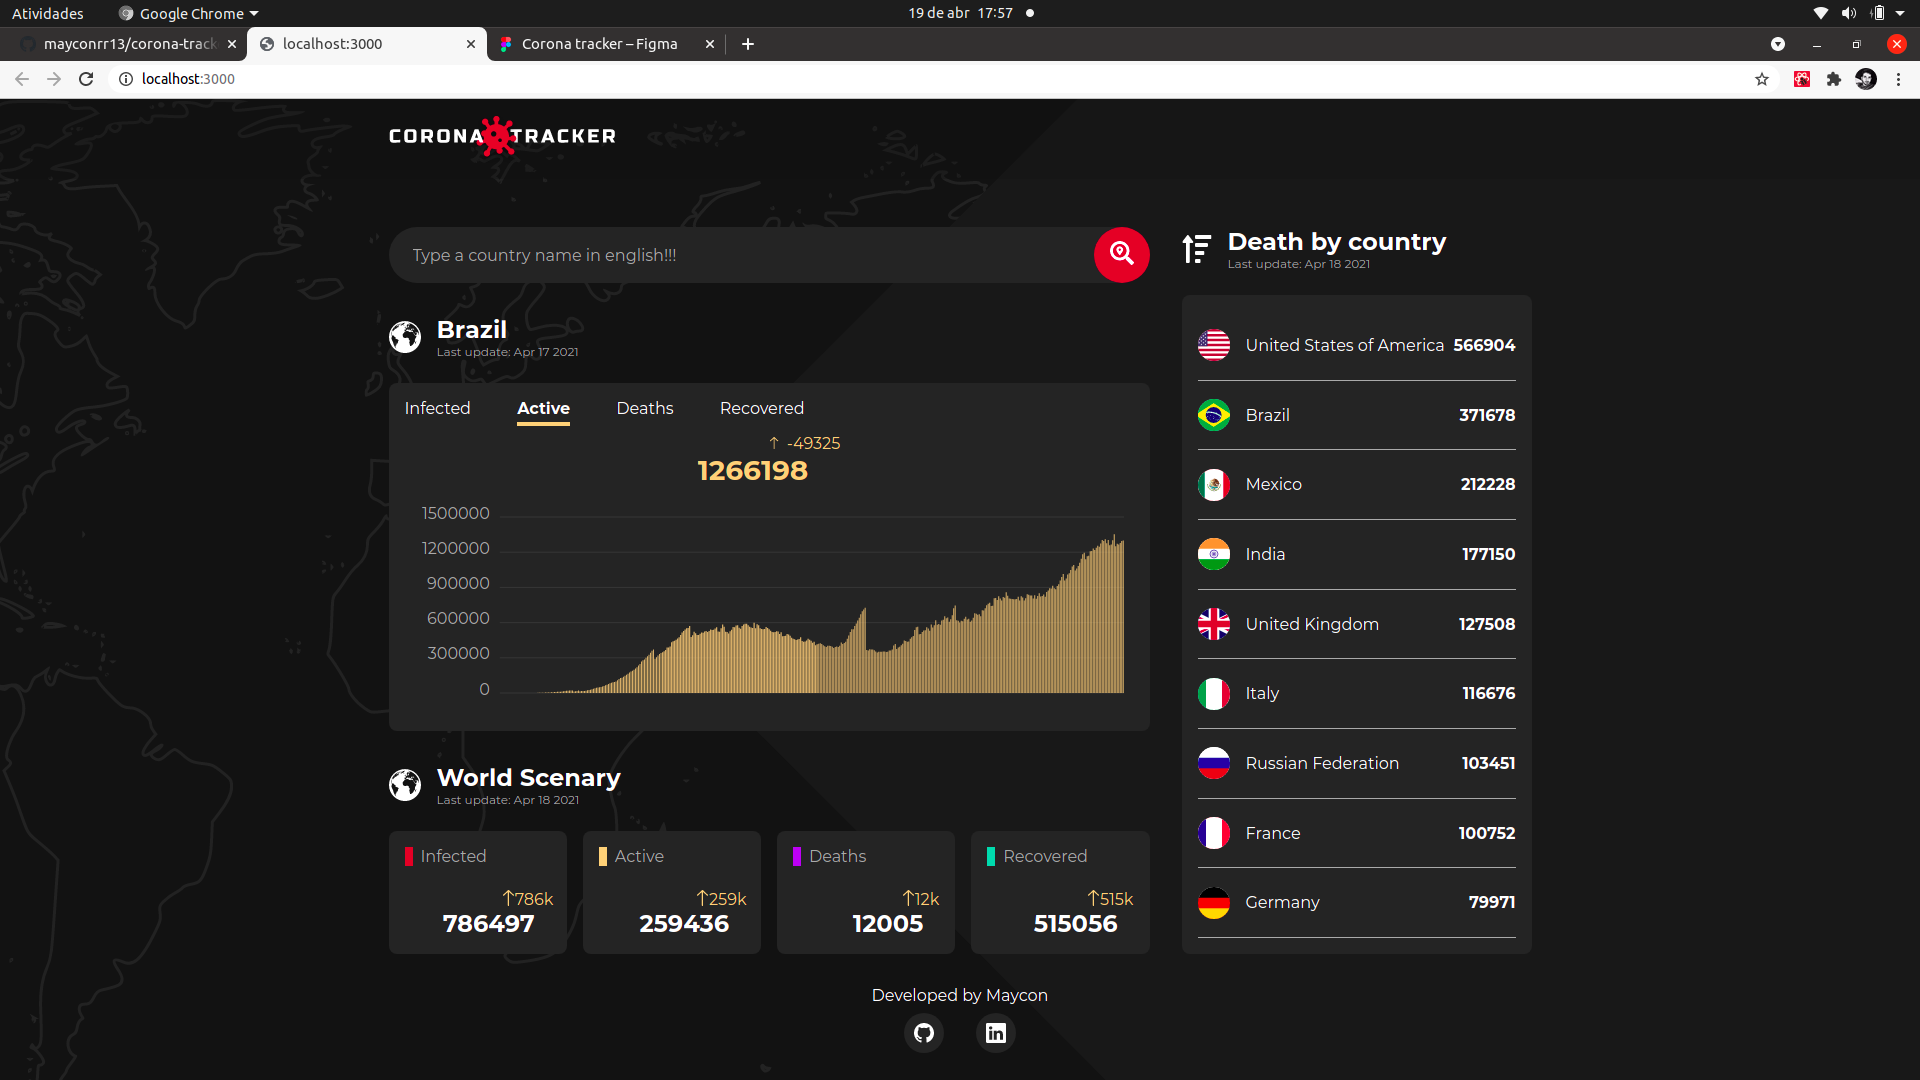 Atividades
Google Chrome
19 de abr 17:57
mayconrr13/corona-track
localhost:3000
Corona tracker – Figma
localhost:3000
CORONA TRACKER
Type a country name in english!!!
Brazil
Last update: Apr 17 2021
Infected
Active
Deaths
Recovered
↑ -49325
1266198
1500000
1200000
900000
600000
300000
0
World Scenary
Last update: Apr 18 2021
Infected
↑786k
786497
Active
↑259k
259436
Deaths
↑12k
12005
Recovered
↑515k
515056
Death by country
Last update: Apr 18 2021
United States of America 566904
Brazil 371678
Mexico 212228
India 177150
United Kingdom 127508
Italy 116676
Russian Federation 103451
France 100752
Germany 79971
Developed by Maycon
in